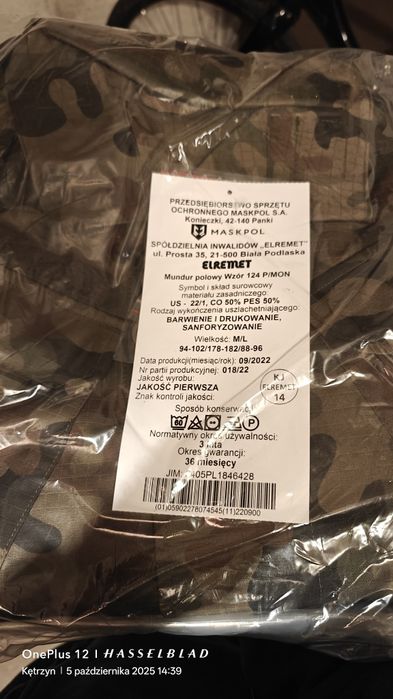 PRZEDSIĘBIORSTWO SPRZĘTU
OCHRONNEGO MASKPOL S.A.
Konieczki, 42-140 Panki
MASKPOL
SPÓŁDZIELNIA INWALIDÓW „ELREMET"
ul. Prosta 35, 21-500 Biała Podlaska
ELREMET
Mundur polowy Wzór 124 P/MON
Symbol i skład surowcowy
materiału zasadniczego:
US - 22/1, CO 50% PES 50%
Rodzaj wykończenia uszlachetniającego:
BARWIENIE I DRUKOWANIE,
SANFORYZOWANIE
Wielkość: M/L
94-102/178-182/88-96
Data produkcji(miesiąc/rok): 09/2022
Nr partii produkcyjnej: 018/22
Jakość wyrobu:
JAKOŚĆ PIERWSZA
Znak kontroli jakości:
KJ
ELREMET
14
Sposób konserwacji:
60
P
Normatywny okres używalności:
3 lata
Okres gwarancji:
36 miesięcy
JIM: 8405PL1846428
(01)05902278074545(11)220900
OnePlus 12 | HASSELBLAD
Kętrzyn | 5 października 2025 14:39